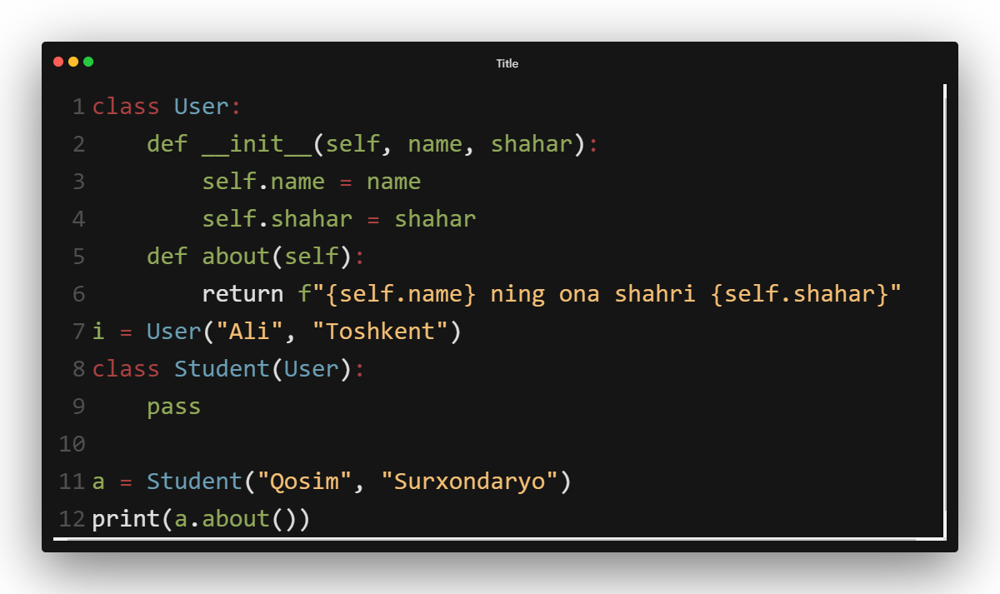 Title
1 class User:
2     def __init__(self, name, shahar):
3         self.name = name
4         self.shahar = shahar
5     def about(self):
6         return f"{self.name} ning ona shahri {self.shahar}"
7 i = User("Ali", "Toshkent")
8 class Student(User):
9     pass
10
11 a = Student("Qosim", "Surxondaryo")
12 print(a.about())